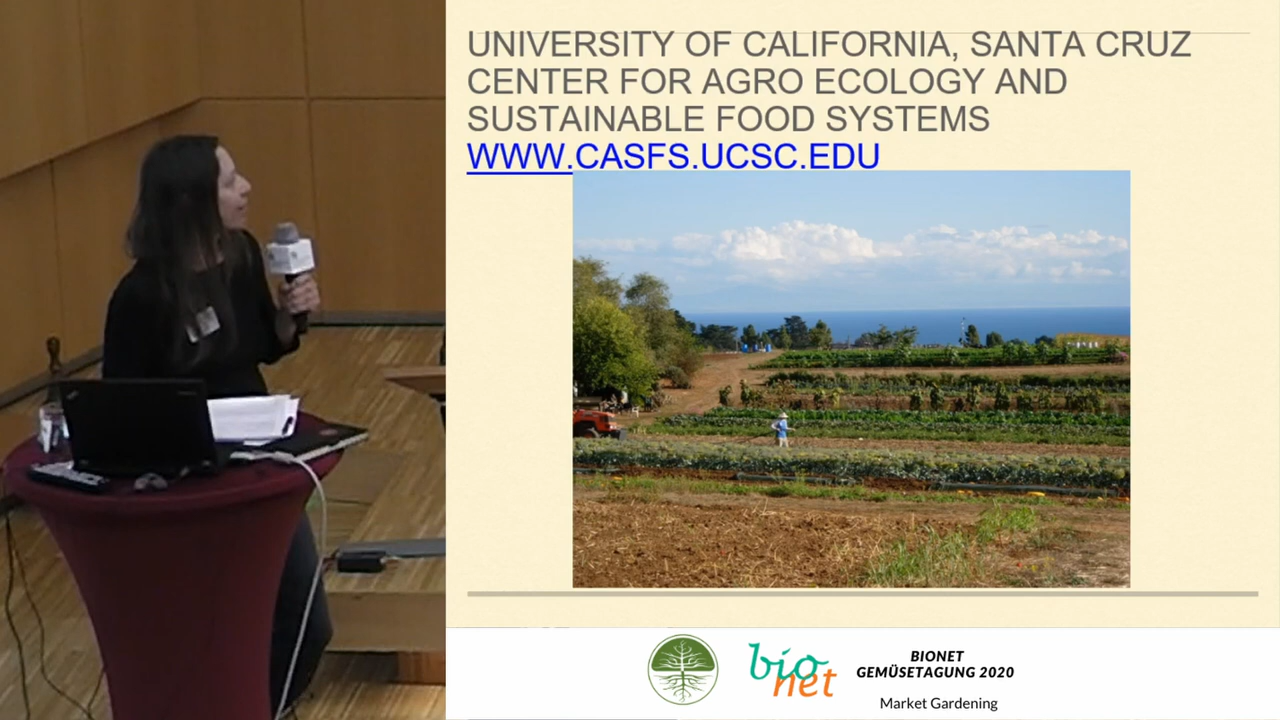 UNIVERSITY OF CALIFORNIA, SANTA CRUZ
CENTER FOR AGRO ECOLOGY AND
SUSTAINABLE FOOD SYSTEMS
WWW.CASFS.UCSC.EDU
bio
net
BIONET
GEMÜSETAGUNG 2020
Market Gardening